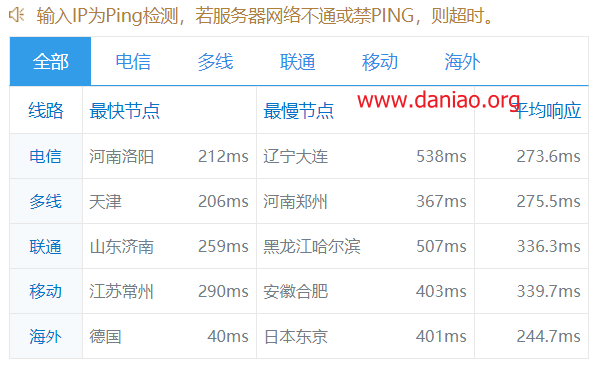 输入IP为Ping检测，若服务器网络不通或禁PING，则超时。
全部 电信 多线 联通 移动 海外
www.daniao.org
线路 最快节点 最慢节点 平均响应
电信 河南洛阳 212ms 辽宁大连 538ms 273.6ms
多线 天津 206ms 河南郑州 367ms 275.5ms
联通 山东济南 259ms 黑龙江哈尔滨 507ms 336.3ms
移动 江苏常州 290ms 安徽合肥 403ms 339.7ms
海外 德国 40ms 日本东京 401ms 244.7ms